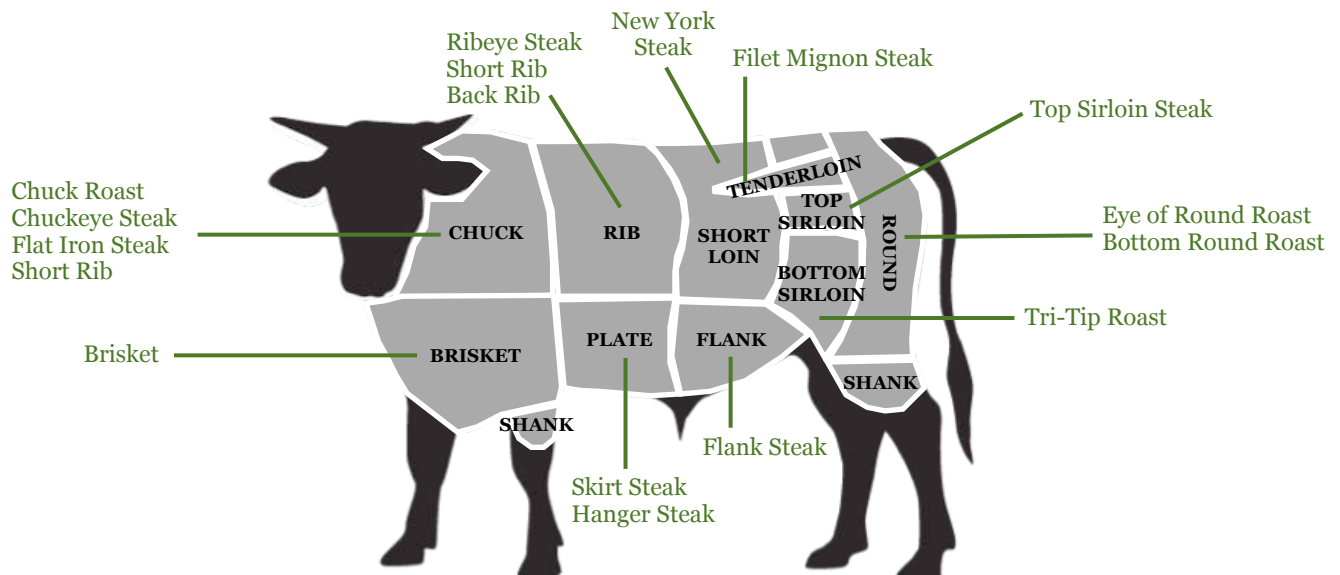 New York
Steak
Ribeye Steak
Short Rib
Back Rib
Filet Mignon Steak
Top Sirloin Steak
Chuck Roast
Chuckeye Steak
Flat Iron Steak
Short Rib
Eye of Round Roast
Bottom Round Roast
Tri-Tip Roast
Brisket
Flank Steak
Skirt Steak
Hanger Steak
CHUCK
RIB
SHORT
LOIN
TENDERLOIN
TOP
SIRLOIN
BOTTOM
SIRLOIN
ROUND
BRISKET
PLATE
FLANK
SHANK
SHANK